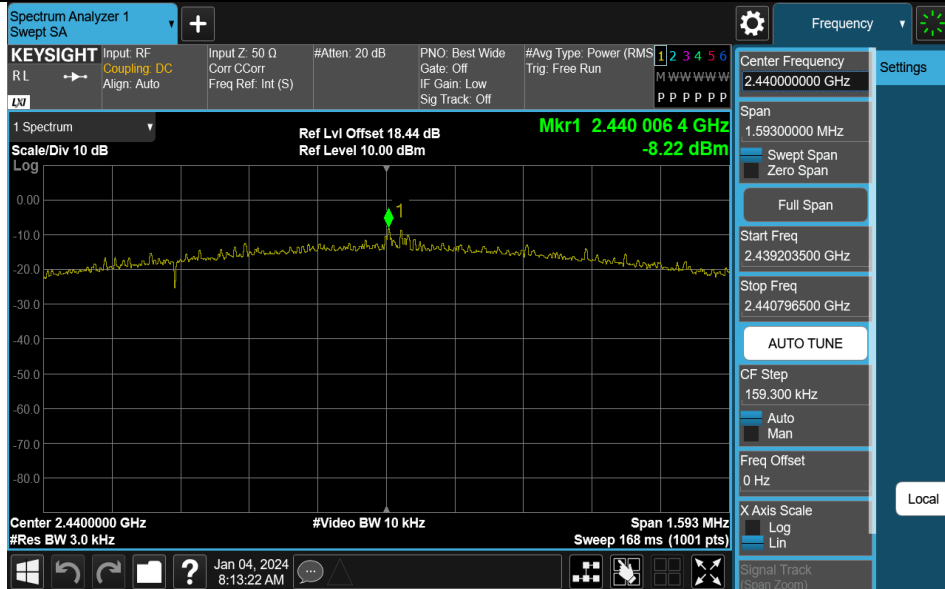 Spectrum Analyzer 1
Swept SA
+
Frequency
KEYSIGHT
RL
LXI
Input: RF
Coupling: DC
Align: Auto
Input Z: 50 Ω
Corr CCorr
Freq Ref: Int (S)
#Atten: 20 dB
PNO: Best Wide
Gate: Off
IF Gain: Low
Sig Track: Off
#Avg Type: Power (RMS
Trig: Free Run
1 2 3 4 5 6
M W W W W W
P P P P P P
1 Spectrum
Scale/Div 10 dB
Log
Ref Lvl Offset 18.44 dB
Ref Level 10.00 dBm
Mkr1 2.440 006 4 GHz
-8.22 dBm
1
0.00
-10.0
-20.0
-30.0
-40.0
-50.0
-60.0
-70.0
-80.0
Center 2.4400000 GHz
#Res BW 3.0 kHz
#Video BW 10 kHz
Span 1.593 MHz
Sweep 168 ms (1001 pts)
Center Frequency
2.440000000 GHz
Span
1.59300000 MHz
Swept Span
Zero Span
Full Span
Start Freq
2.439203500 GHz
Stop Freq
2.440796500 GHz
AUTO TUNE
CF Step
159.300 kHz
Auto
Man
Freq Offset
0 Hz
X Axis Scale
Log
Lin
Signal Track
(Span Zoom)
Settings
Local
?
Jan 04, 2024
8:13:22 AM